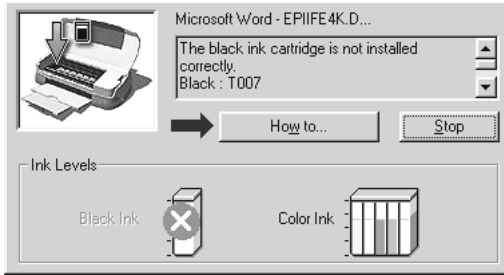 Microsoft Word - EPIIFE4K.D...
The black ink cartridge is not installed
correctly.
Black : T007
How to...
Stop
Ink Levels
Black Ink
Color Ink